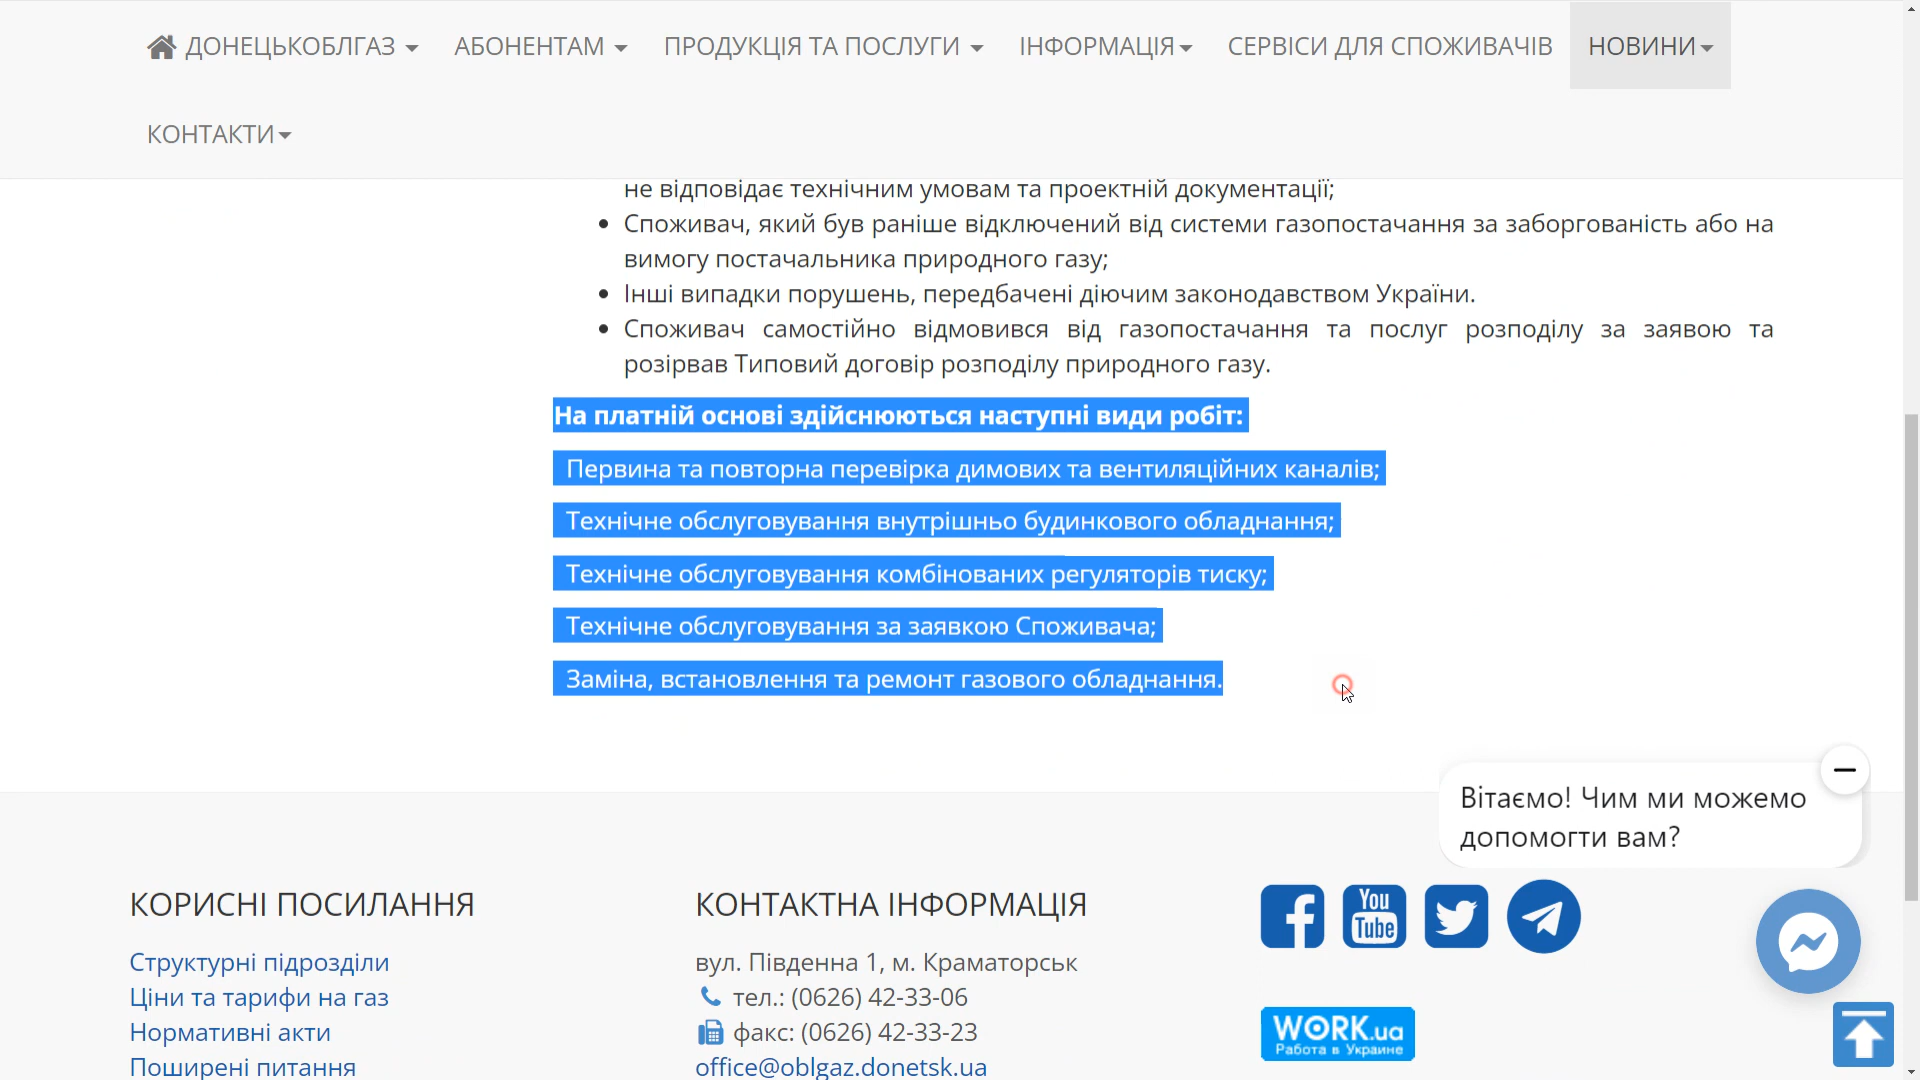 ДОНЕЦЬКОБЛГАЗ АБОНЕНТАМ ПРОДУКЦІЯ ТА ПОСЛУГИ ІНФОРМАЦІЯ СЕРВІСИ ДЛЯ СПОЖИВАЧІВ НОВИНИ
КОНТАКТИ
не відповідає технічним умовам та проектній документації;
Споживач, який був раніше відключений від системи газопостачання за заборгованість або на
вимогу постачальника природного газу;
Інші випадки порушень, передбачені діючим законодавством України.
Споживач самостійно відмовився від газопостачання та послуг розподілу за заявою та
розірвав Типовий договір розподілу природного газу.
На платній основі здійснюються наступні види робіт:
Первина та повторна перевірка димових та вентиляційних каналів;
Технічне обслуговування внутрішньо будинкового обладнання;
Технічне обслуговування комбінованих регуляторів тиску;
Технічне обслуговування за заявкою Споживача;
Заміна, встановлення та ремонт газового обладнання.
Вітаємо! Чим ми можемо
допомогти вам?
КОРИСНІ ПОСИЛАННЯ
Структурні підрозділи
Ціни та тарифи на газ
Нормативні акти
Поширені питання
КОНТАКТНА ІНФОРМАЦІЯ
вул. Південна 1, м. Краматорськ
тел.: (0626) 42-33-06
факс: (0626) 42-33-23
office@oblgaz.donetsk.ua
You
Tube
WORK.ua
Работа в Украине